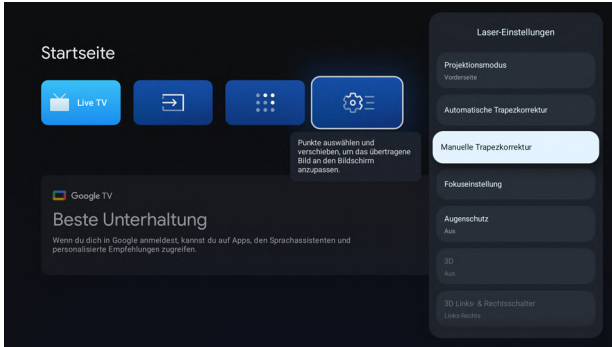 Startseite
Live TV
Punkte auswählen und
verschieben, um das übertragene
Bild an den Bildschirm
anzupassen.
Google TV
Beste Unterhaltung
Wenn du dich in Google anmeldest, kannst du auf Apps, den Sprachassistenten und
personalisierte Empfehlungen zugreifen.
Laser-Einstellungen
Projektionsmodus
Vorderseite
Automatische Trapezkorrektur
Manuelle Trapezkorrektur
Fokuseinstellung
Augenschutz
Aus
3D
Aus
3D Links- & Rechtsschalter
Links Rechts